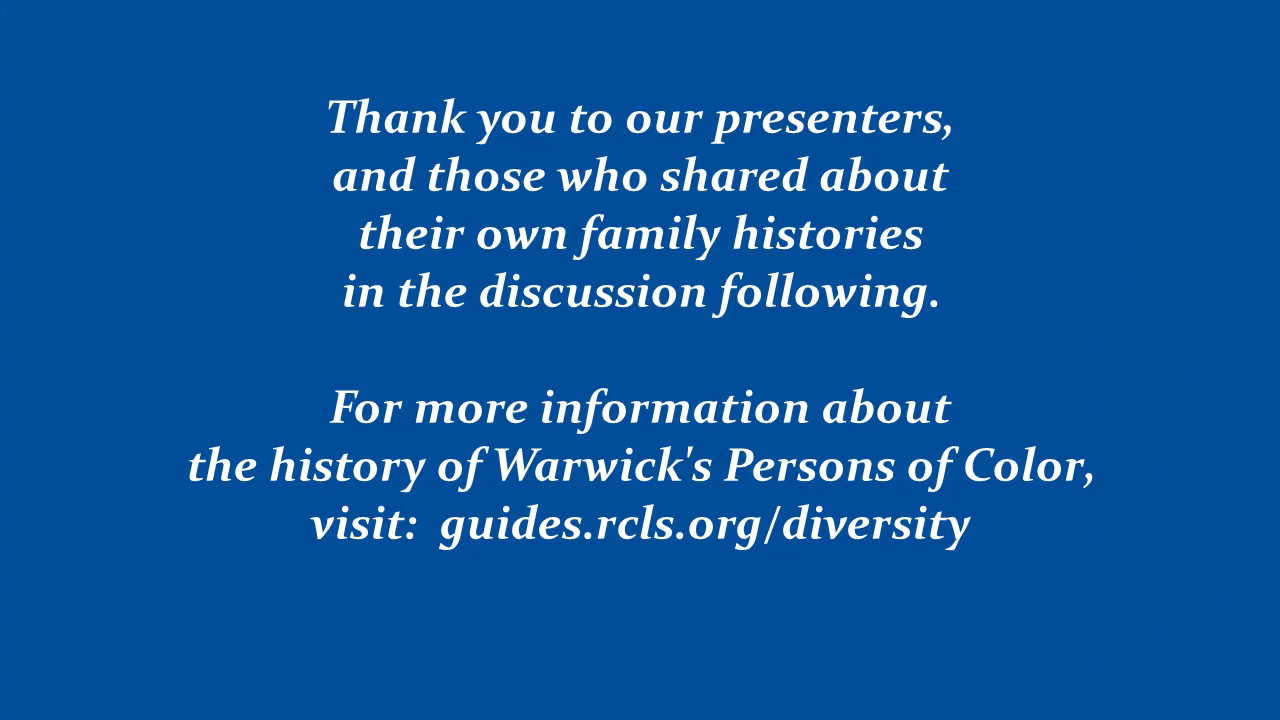 Thank you to our presenters,
and those who shared about
their own family histories
in the discussion following.
For more information about
the history of Warwick's Persons of Color,
visit:  guides.rcls.org/diversity